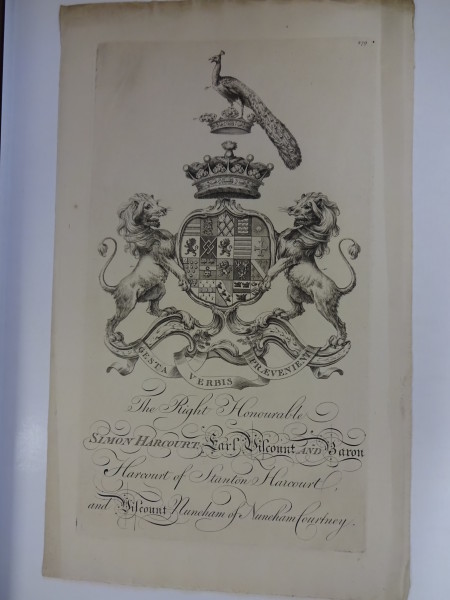 GESTA VERBIS PRÆVENIENT
The Right Honourable
SIMON HARCOURT, Earl Viscount AND Baron
Harcourt of Stanton Harcourt,
and Viscount Nuneham of Nuneham Courtney.